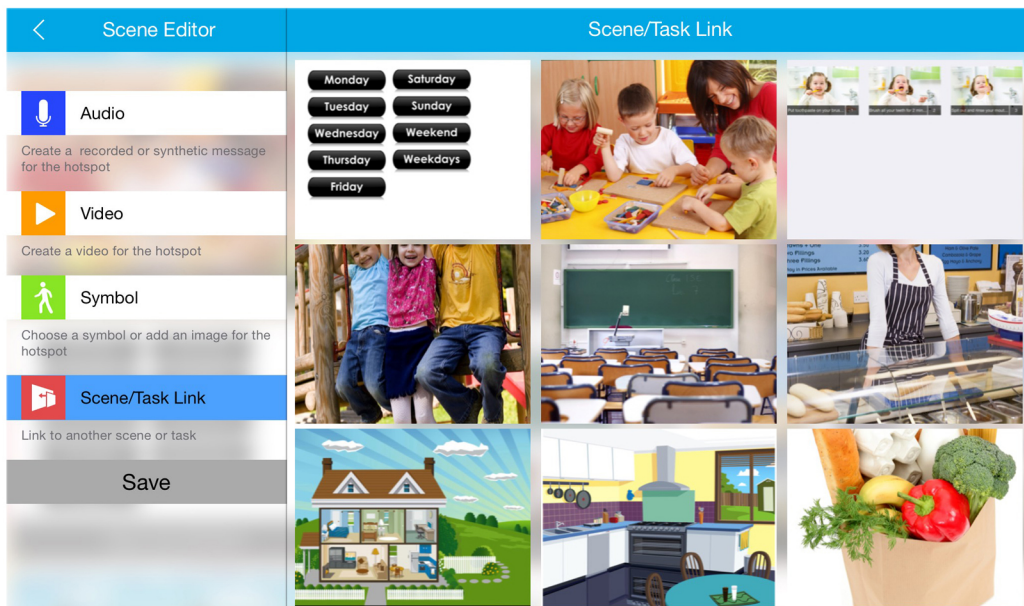 Scene Editor
Scene/Task Link
Audio
Create a  recorded or synthetic message
for the hotspot
Video
Create a video for the hotspot
Symbol
Choose a symbol or add an image for the
hotspot
Scene/Task Link
Link to another scene or task
Save
Monday
Saturday
Tuesday
Sunday
Wednesday
Weekend
Thursday
Weekdays
Friday
3.20